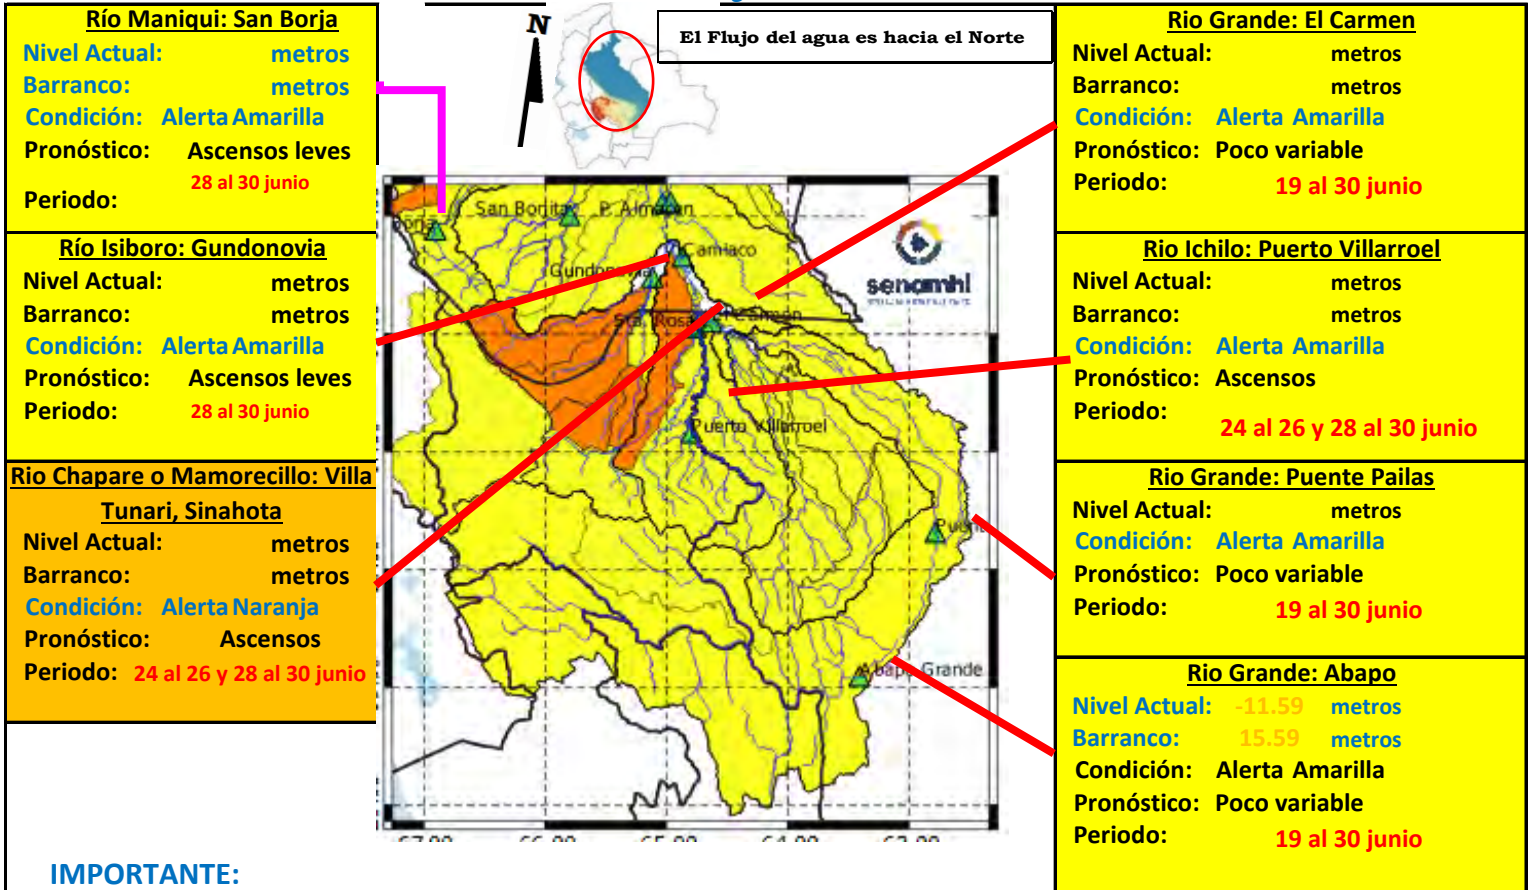 Río Maniqui: San Borja
Nivel Actual: metros
Barranco: metros
Condición: Alerta Amarilla
Pronóstico: Ascensos leves
28 al 30 junio
Periodo:
Río Isiboro: Gundonovia
Nivel Actual: metros
Barranco: metros
Condición: Alerta Amarilla
Pronóstico: Ascensos leves
Periodo: 28 al 30 junio
Rio Chapare o Mamorecillo: Villa
Tunari, Sinahota
Nivel Actual: metros
Barranco: metros
Condición: Alerta Naranja
Pronóstico: Ascensos
Periodo: 24 al 26 y 28 al 30 junio
IMPORTANTE:
N
El Flujo del agua es hacia el Norte
San Bonita
Camiaco
senamhi
Puerto Villarroel
Abapo Grande
Rio Grande: El Carmen
Nivel Actual: metros
Barranco: metros
Condición: Alerta Amarilla
Pronóstico: Poco variable
Periodo: 19 al 30 junio
Rio Ichilo: Puerto Villarroel
Nivel Actual: metros
Barranco: metros
Condición: Alerta Amarilla
Pronóstico: Ascensos
Periodo:
24 al 26 y 28 al 30 junio
Rio Grande: Puente Pailas
Nivel Actual: metros
Condición: Alerta Amarilla
Pronóstico: Poco variable
Periodo: 19 al 30 junio
Rio Grande: Abapo
Nivel Actual: -11.59 metros
Barranco: 15.59 metros
Condición: Alerta Amarilla
Pronóstico: Poco variable
Periodo: 19 al 30 junio